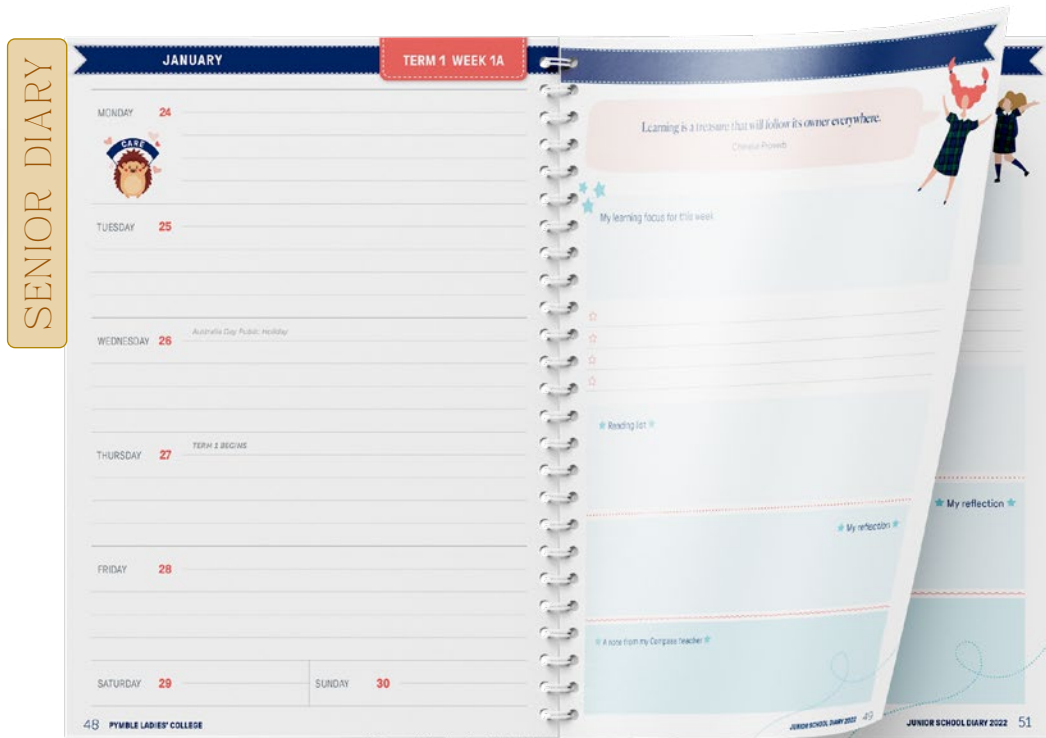 SENIOR DIARY
JANUARY
TERM 1 WEEK 1A
MONDAY 24
CARE
TUESDAY 25
WEDNESDAY 26
Australia Day Public Holiday
THURSDAY 27
TERM 1 BEGINS
FRIDAY 28
SATURDAY 29
SUNDAY 30
48 PYMBLE LADIES' COLLEGE
Learning is a treasure that will follow its owner everywhere.
Chinese Proverb
My learning focus for this week
Reading list
My reflection
A note from my Compass Teacher
JUNIOR SCHOOL DIARY 2022 49
My reflection
JUNIOR SCHOOL DIARY 2022 51